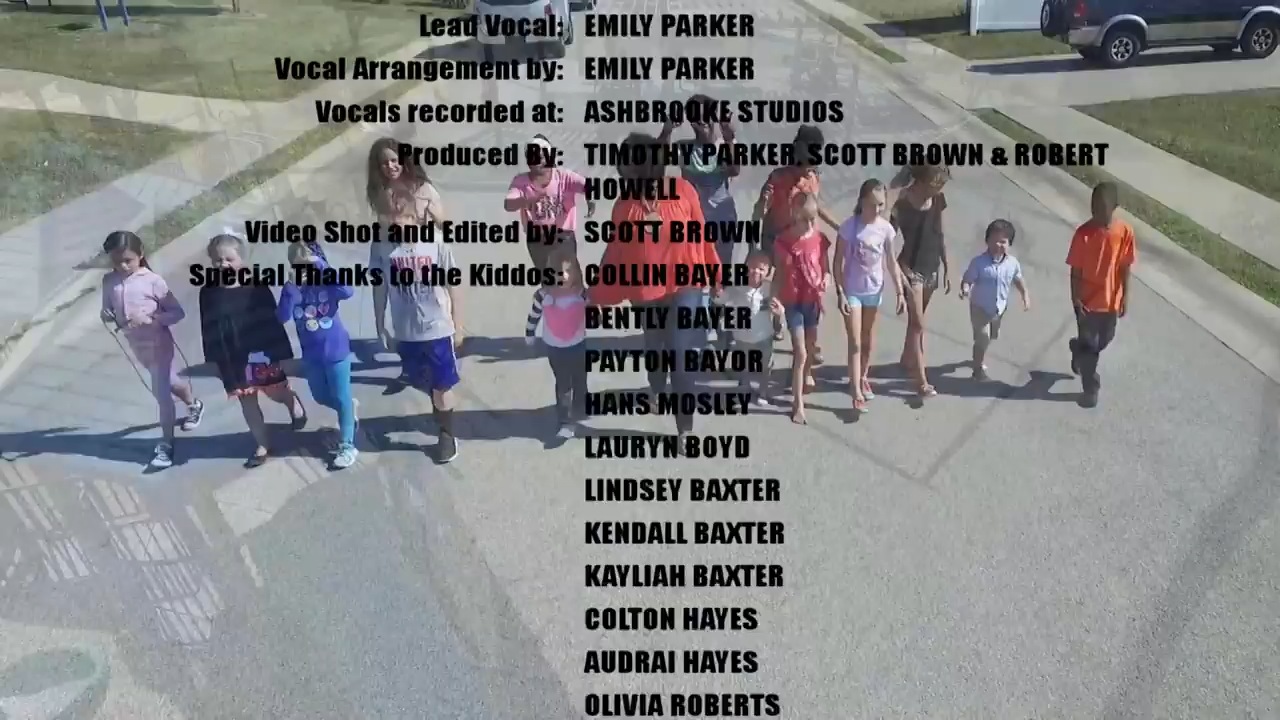 Lead Vocal: EMILY PARKER
Vocal Arrangement by: EMILY PARKER
Vocals recorded at: ASHBROOKE STUDIOS
Produced By: TIMOTHY PARKER, SCOTT BROWN & ROBERT
HOWELL
Video Shot and Edited by: SCOTT BROWN
Special Thanks to the Kiddos: COLLIN BAYER
BENTLY BAYER
PAYTON BAYOR
HANS MOSLEY
LAURYN BOYD
LINDSEY BAXTER
KENDALL BAXTER
KAYLIAH BAXTER
COLTON HAYES
AUDRAI HAYES
OLIVIA ROBERTS